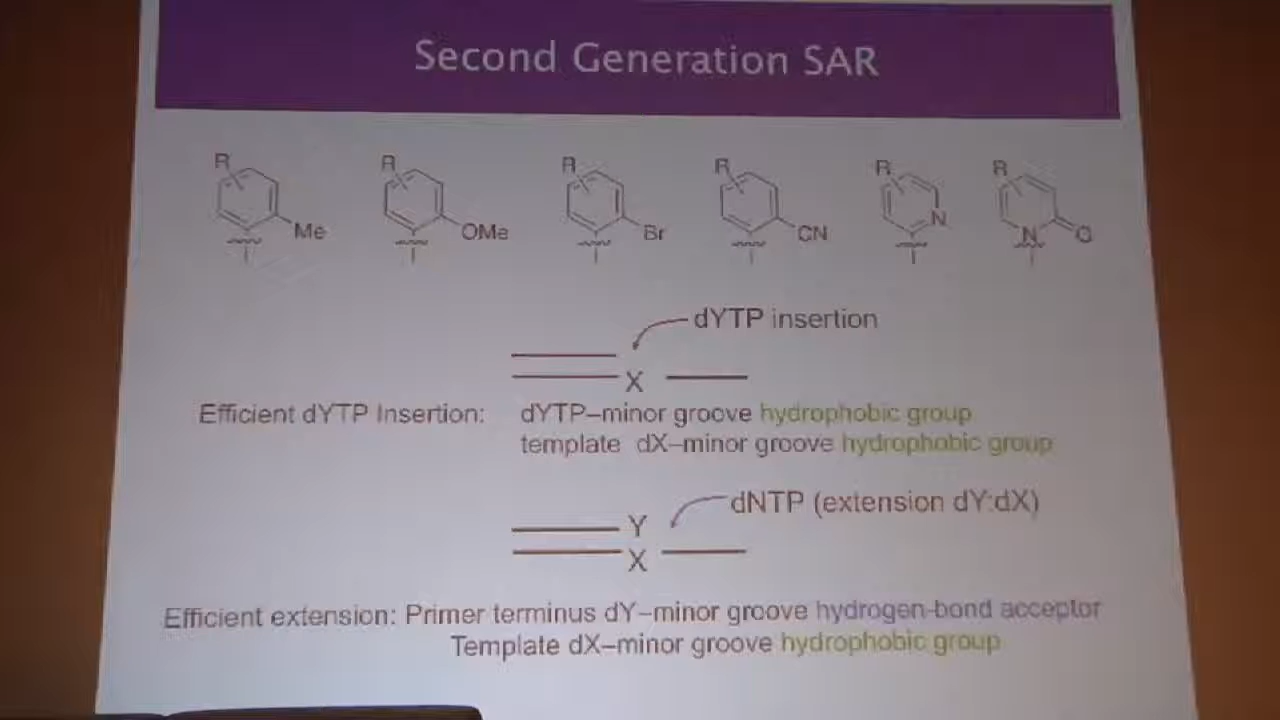 Second Generation SAR
R R R R R R
Me OMe Br CN N N O
dYTP insertion
X
Efficient dYTP Insertion: dYTP–minor groove hydrophobic group
template dX–minor groove hydrophobic group
dNTP (extension dY:dX)
Y
X
Efficient extension: Primer terminus dY–minor groove hydrogen-bond acceptor
Template dX–minor groove hydrophobic group